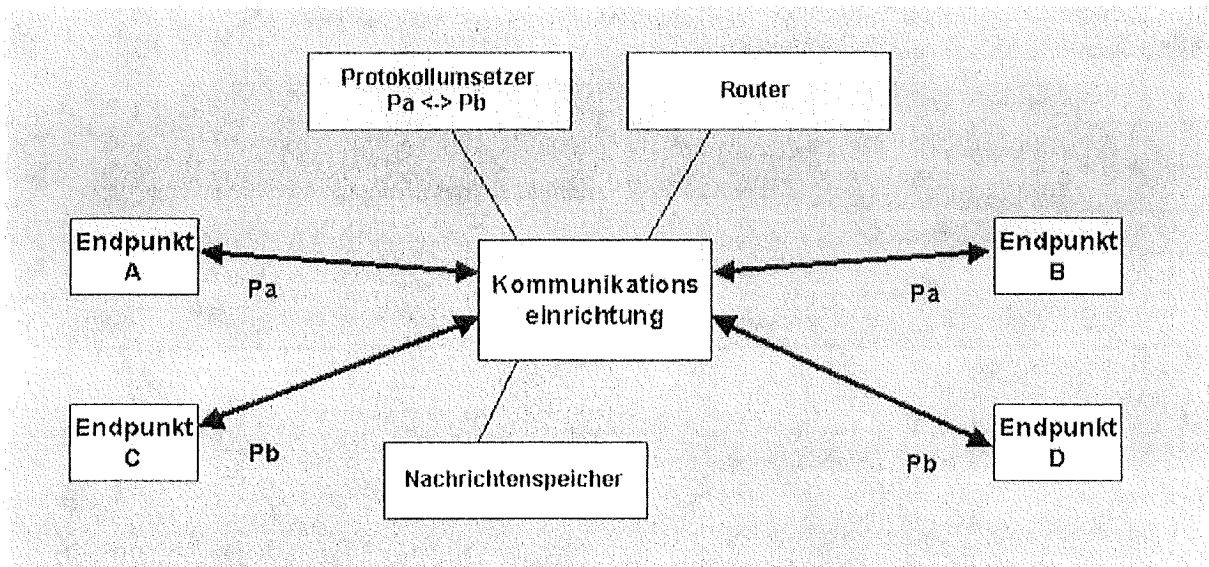 Protokollumsetzer
Pa <-> Pb
Router
Endpunkt
A
Pa
Kommunikations
einrichtung
Endpunkt
B
Pa
Endpunkt
C
Pb
Nachrichtenspeicher
Endpunkt
D
Pb